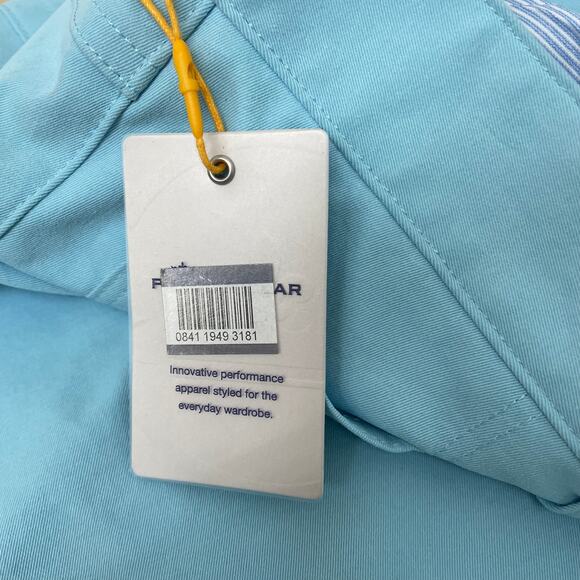 0841 1949 3181
Innovative performance
apparel styled for the
everyday wardrobe.